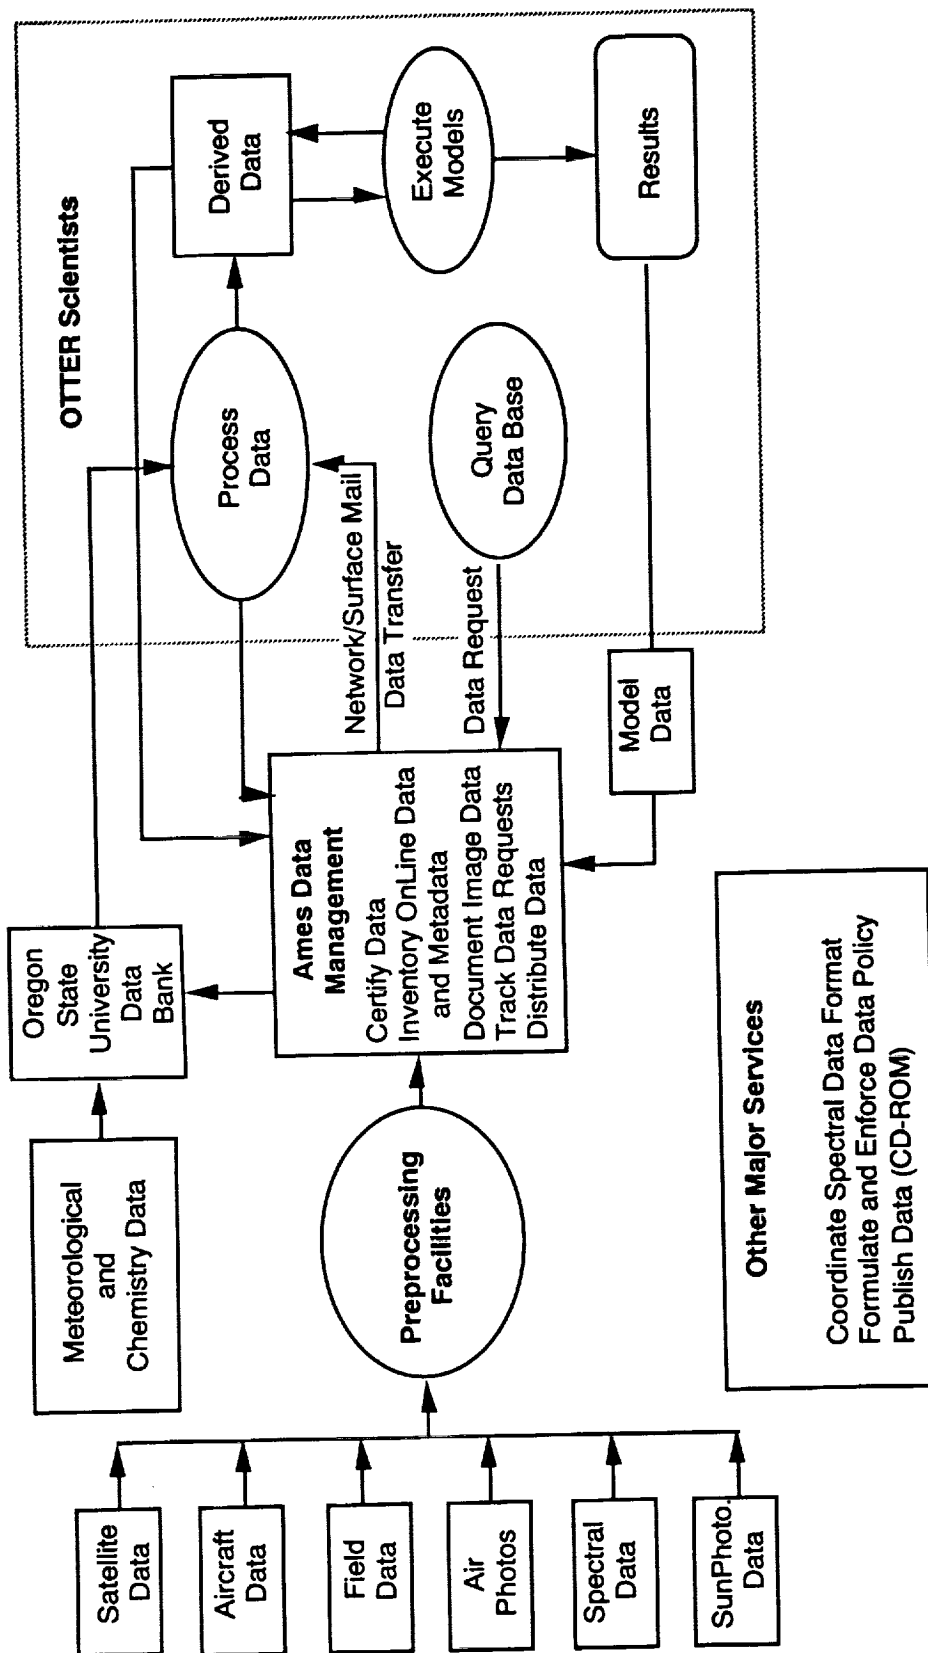 Satellite
Data
Aircraft
Data
Field
Data
Air
Photos
Spectral
Data
SunPhoto.
Data
Meteorological
and
Chemistry Data
Preprocessing
Facilities
Oregon
State
University
Data
Bank
Ames Data
Management
Certify Data
Inventory OnLine Data
and Metadata
Document Image Data
Track Data Requests
Distribute Data
Network/Surface Mail
Data Transfer
Data Request
Model
Data
OTTER Scientists
Process
Data
Query
Data Base
Derived
Data
Execute
Models
Results
Other Major Services
Coordinate Spectral Data Format
Formulate and Enforce Data Policy
Publish Data (CD-ROM)